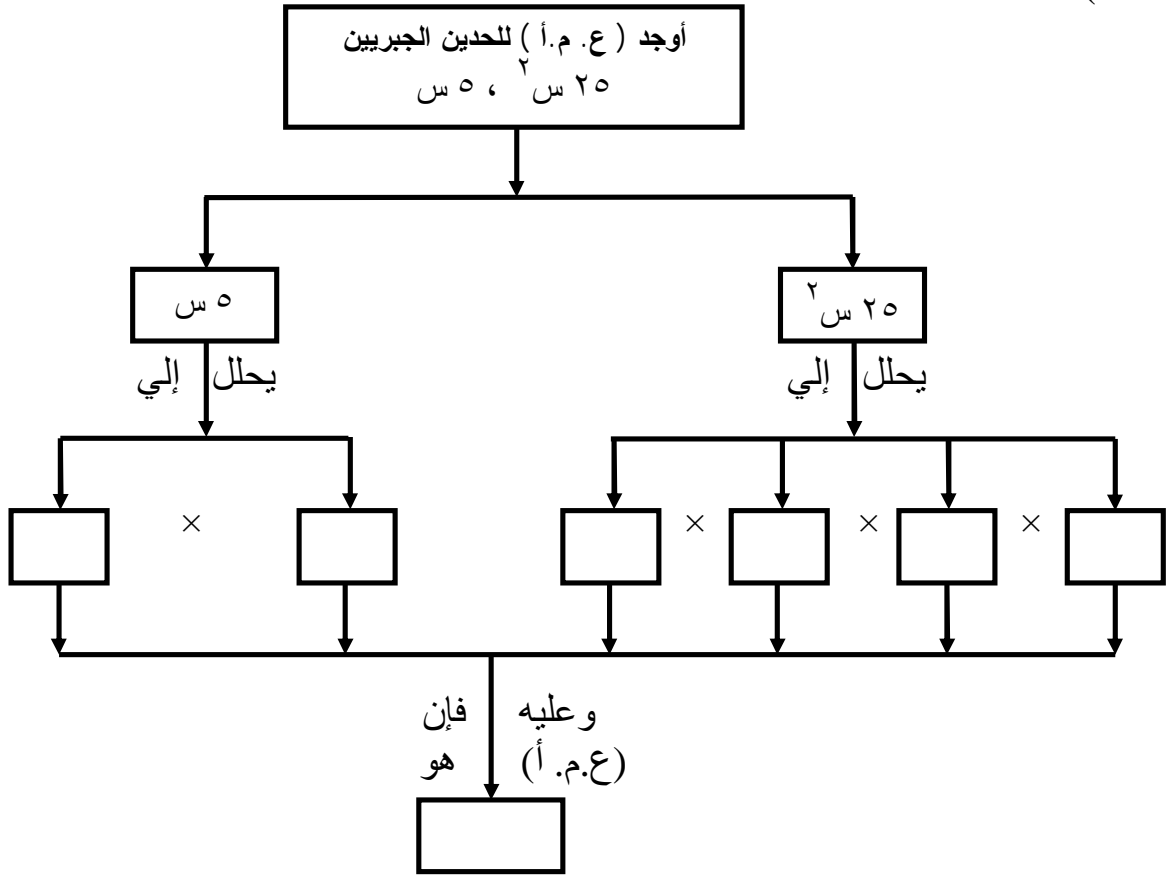 أوجد ( ع. م.أ ) للحدين الجبريين
٢٥ س٢ ، ٥ س
٢٥ س٢
٥ س
يحلل إلي
يحلل إلي
× × ×
×
وعليه فإن
(ع.م. أ) هو